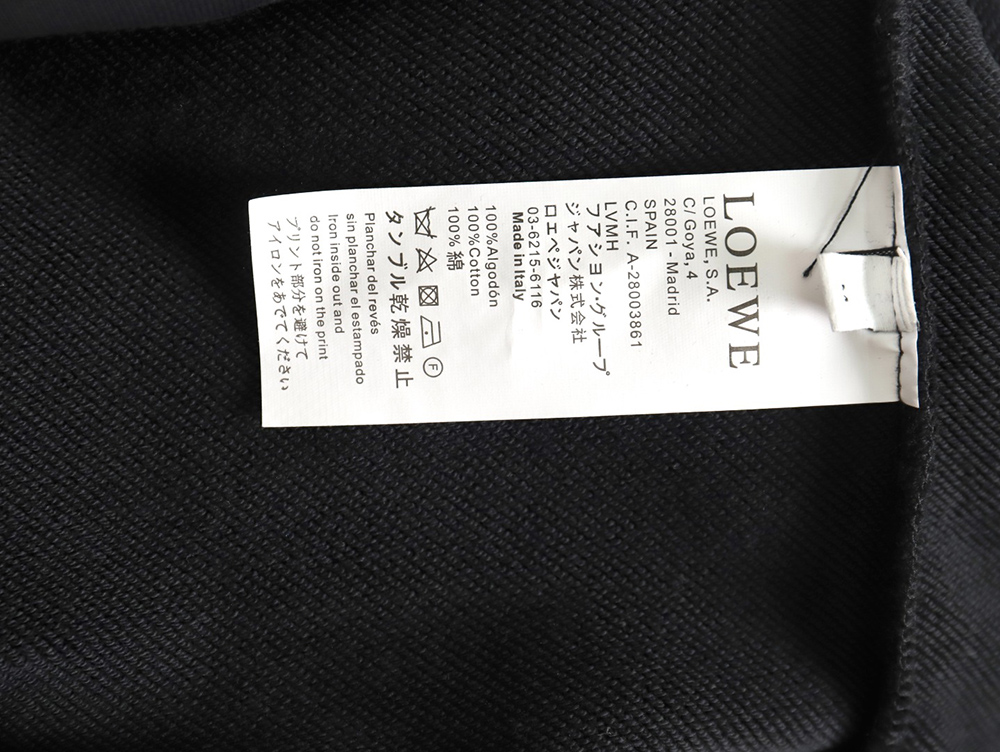 LOEWE
LOEWE, S.A.
C/ Goya, 4
28001 - Madrid
SPAIN
C.I.F. A-28003861
LVMH
フアシヨン·グループ
ジャパン株式会社
ロエベジヤパン
03-6215-6116
Made in Italy
100%Algodón
100%Cotton
100%綿
F
タンブル乾燥禁止
Planchar del revés
sin planchar el estampado
Iron inside out and
do not iron on the print
プリント部分を避けて
アイロンをあでてください